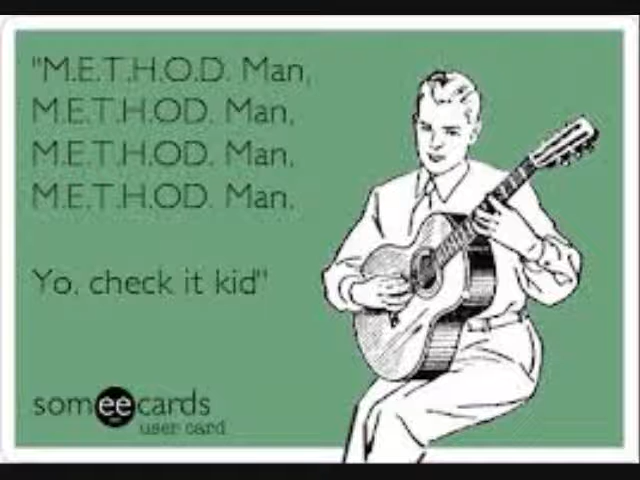 "M.E.T.H.O.D. Man,
M.E.T.H.OD. Man,
M.E.T.H.OD. Man,
M.E.T.H.OD. Man.
Yo, check it kid"
someecards
user card